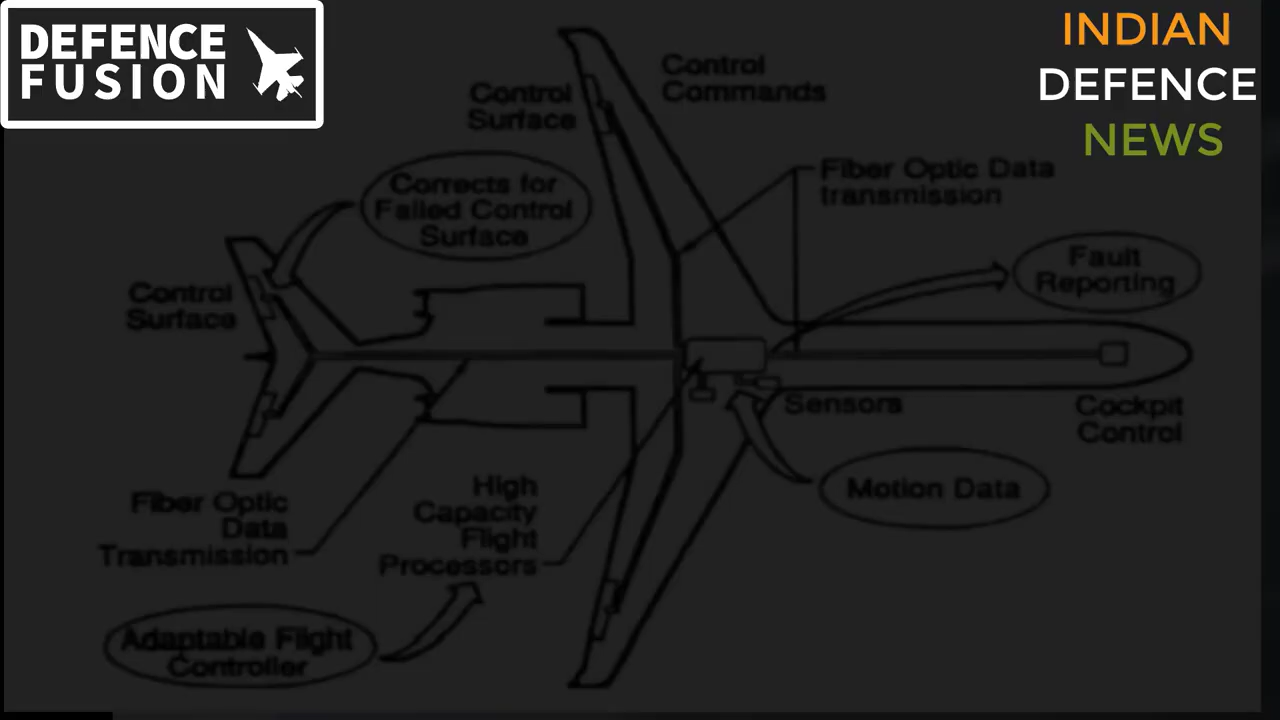 DEFENCE
FUSION
INDIAN
DEFENCE
NEWS
Control
Commands
Control
Surface
Fiber Optic Data
transmission
Corrects for
Failed Control
Surface
Fault
Reporting
Control
Surface
Sensors
Cockpit
Control
Motion Data
High
Capacity
Flight
Processors
Fiber Optic
Data
Transmission
Adaptable Flight
Controller